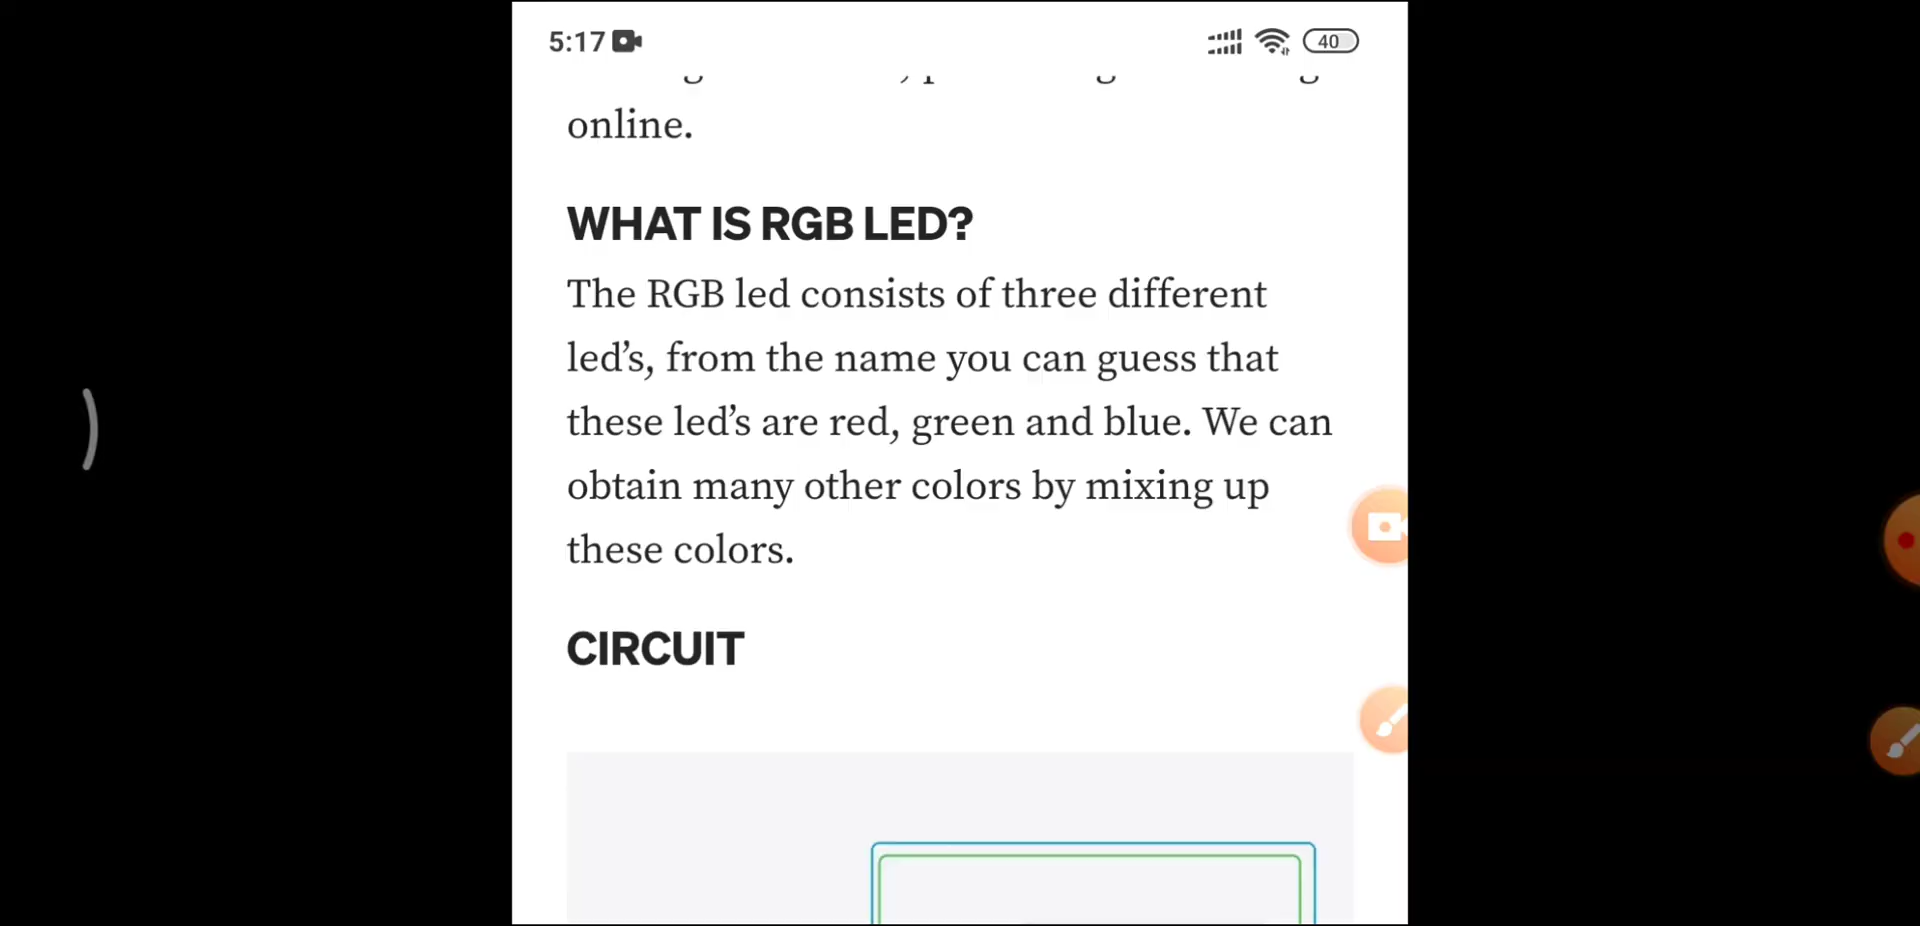 5:17
40
online.
WHAT IS RGB LED?
The RGB led consists of three different
led’s, from the name you can guess that
these led’s are red, green and blue. We can
obtain many other colors by mixing up
these colors.
CIRCUIT